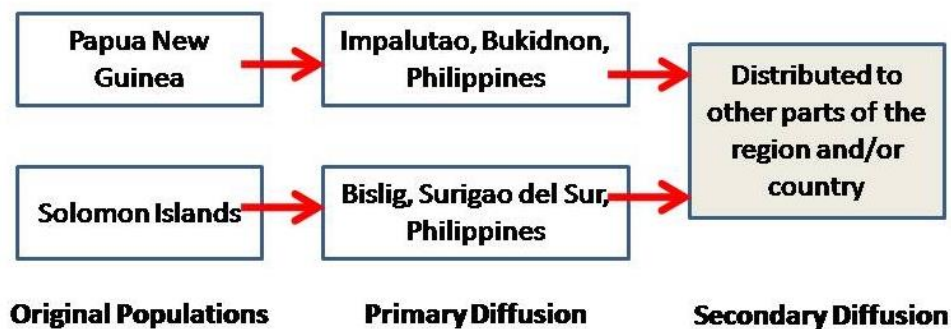 Papua New
Guinea
Impalutao, Bukidnon,
Philippines
Distributed to
other parts of the
region and/or
country
Solomon Islands
Bislig, Surigao del Sur,
Philippines
Original Populations
Primary Diffusion
Secondary Diffusion